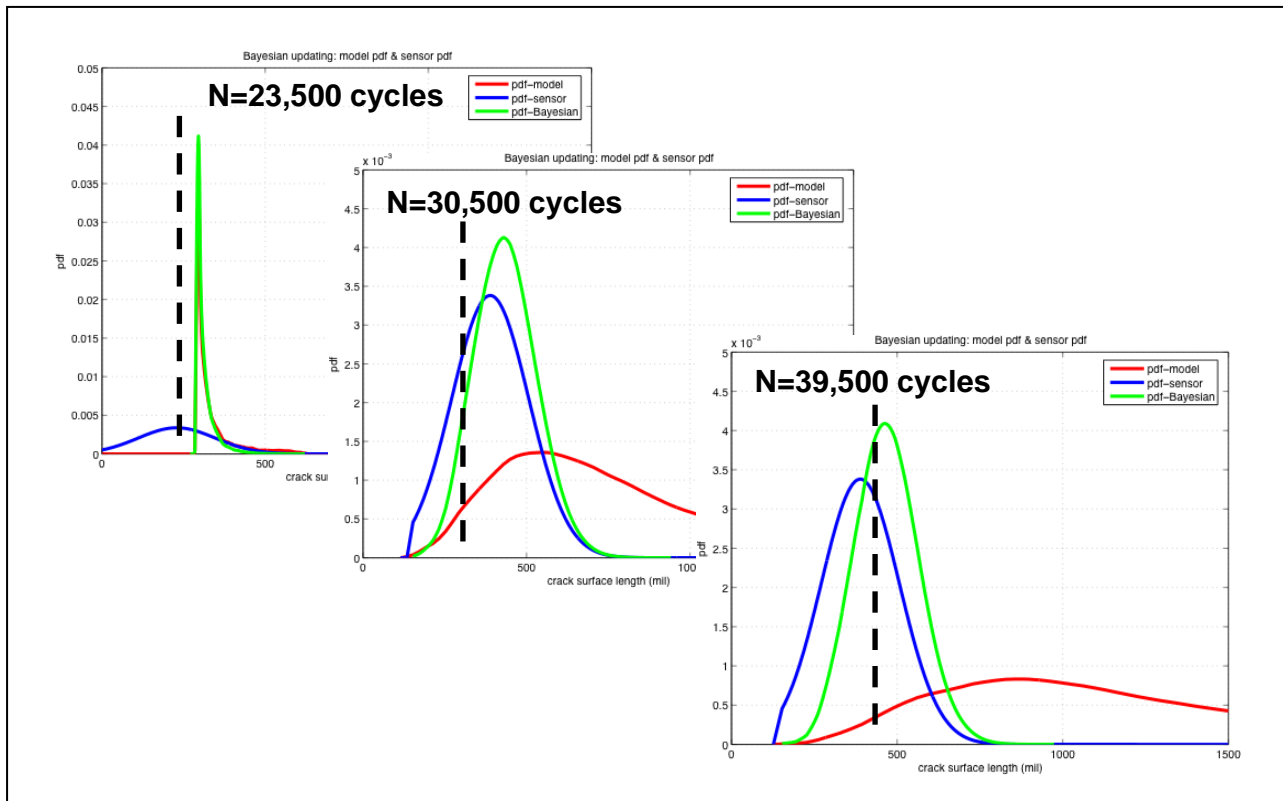 Bayesian updating: model pdf & sensor pdf
N=23,500 cycles
pdf-model
pdf-sensor
pdf-Bayesian
0.05
0.045
0.04
0.035
0.03
0.025
0.02
0.015
0.01
0.005
0
pdf
0 500
crack sur
Bayesian updating: model pdf & sensor pdf
x 10⁻³
N=30,500 cycles
pdf-model
pdf-sensor
pdf-Bayesian
5
4.5
4
3.5
3
2.5
2
1.5
1
0.5
0
pdf
0 500 100
crack surface length (mil)
Bayesian updating: model pdf & sensor pdf
x 10⁻³
N=39,500 cycles
pdf-model
pdf-sensor
pdf-Bayesian
5
4.5
4
3.5
3
2.5
2
1.5
1
0.5
0
pdf
0 500 1000 1500
crack surface length (mil)